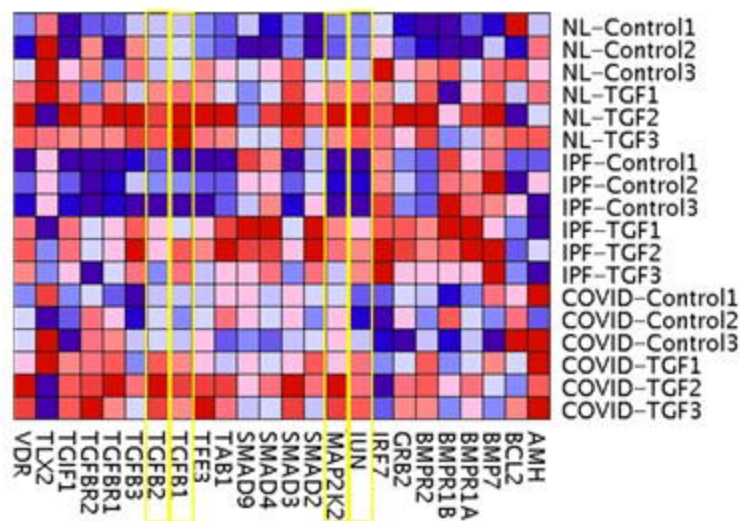 NL-Control1
NL-Control2
NL-Control3
NL-TGF1
NL-TGF2
NL-TGF3
IPF-Control1
IPF-Control2
IPF-Control3
IPF-TGF1
IPF-TGF2
IPF-TGF3
COVID-Control1
COVID-Control2
COVID-Control3
COVID-TGF1
COVID-TGF2
COVID-TGF3
VDR
TLX2
TGIF1
TGFBR2
TGFBR1
TGFB3
TGFB2
TGFB1
TFE3
TAB1
SMAD9
SMAD4
SMAD3
SMAD2
MAP2K2
JUN
IRF7
GRB2
BMPR2
BMPR1B
BMPR1A
BMP7
BCL2
AMH